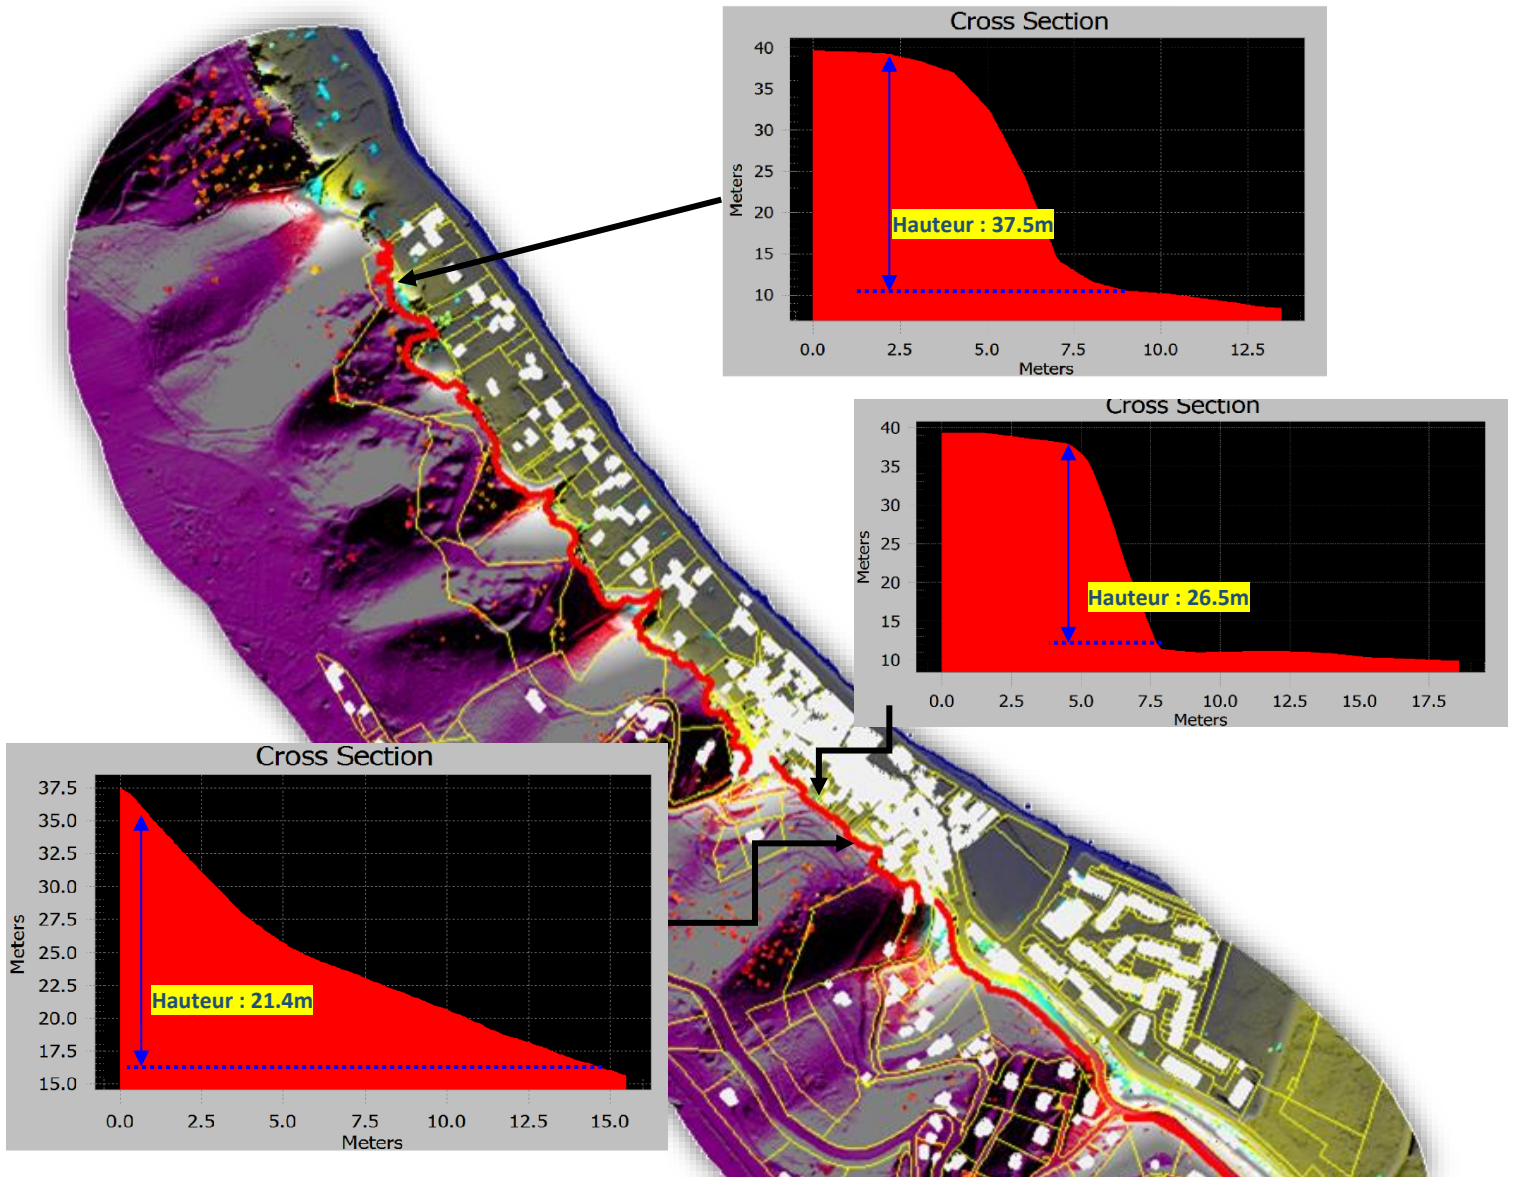 Cross Section
40
35
30
25
20
15
10
Meters
Hauteur : 37.5m
0.0 2.5 5.0 7.5 10.0 12.5
Meters
Cross Section
40
35
30
25
20
15
10
Meters
Hauteur : 26.5m
0.0 2.5 5.0 7.5 10.0 12.5 15.0 17.5
Meters
Cross Section
37.5
35.0
32.5
30.0
27.5
25.0
22.5
20.0
17.5
15.0
Meters
Hauteur : 21.4m
0.0 2.5 5.0 7.5 10.0 12.5 15.0
Meters